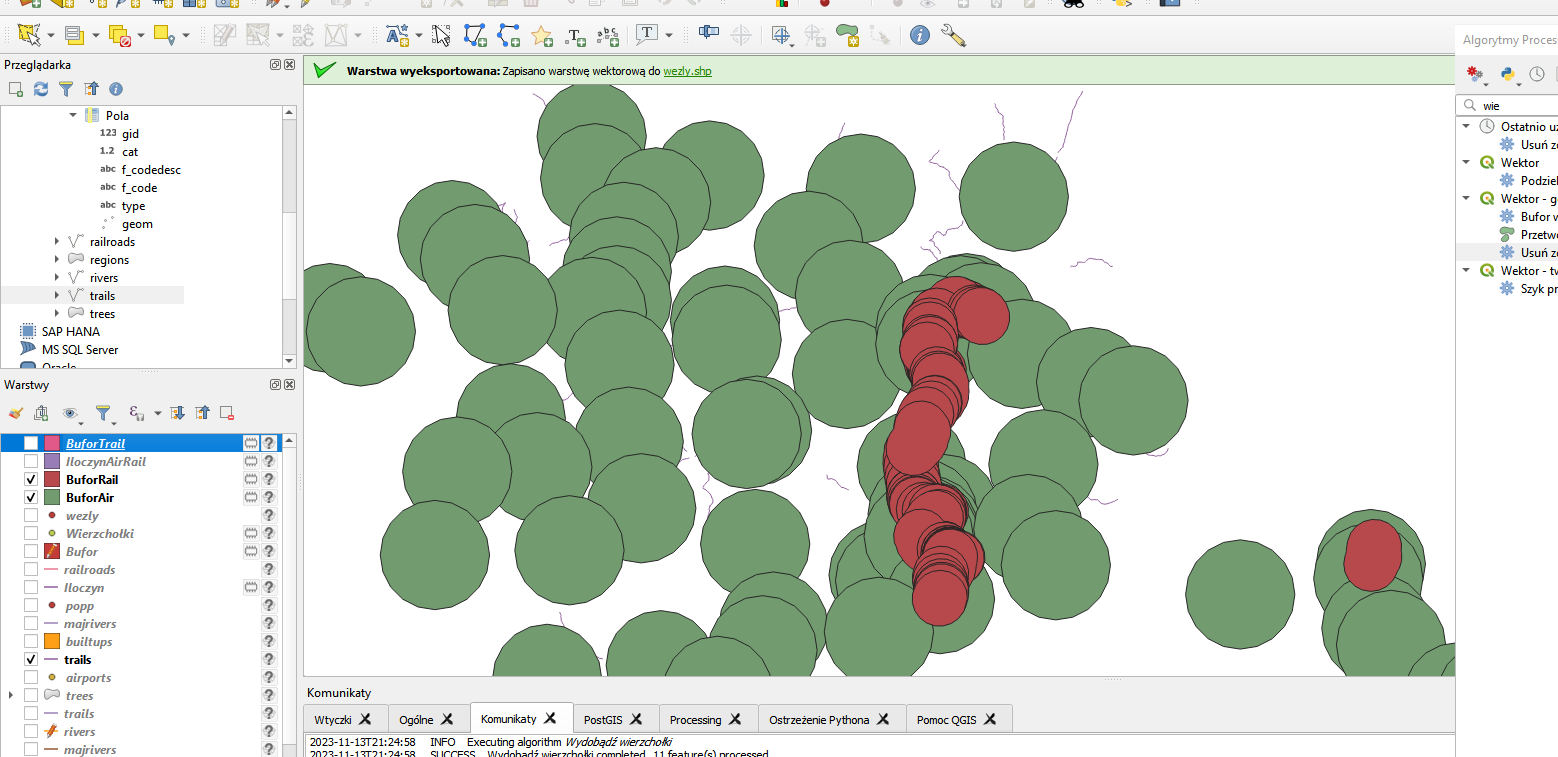 Warstwa wyeksportowana: Zapisano warstwę wektorową do wezly.shp
Algorytmy Proces
Przeglądarka
wie
Pola
123 gid
1.2 cat
abc f_codedesc
abc f_code
abc type
geom
railroads
regions
rivers
trails
trees
SAP HANA
MS SQL Server
Oracle
Ostatnio uż
Usuń
Wektor
Podziel
Wektor - g
Bufor w
Przetwó
Usuń
Wektor - tw
Szyk pr
Warstwy
BuforTrail
IloczynAirRail
BuforRail
BuforAir
wezly
Wierzchołki
Bufor
railroads
Iloczyn
popp
majrivers
builtups
trails
airports
trees
trails
rivers
majrivers
Komunikaty
Wtyczki
Ogólne
Komunikaty
PostGIS
Processing
Ostrzeżenie Pythona
Pomoc QGIS
2023-11-13T21:24:58 INFO Executing algorithm Wydobądź wierzchołki
2023-11-13T21:24:58 SUCCESS Wydobądź wierzchołki completed. 11 feature(s) processed